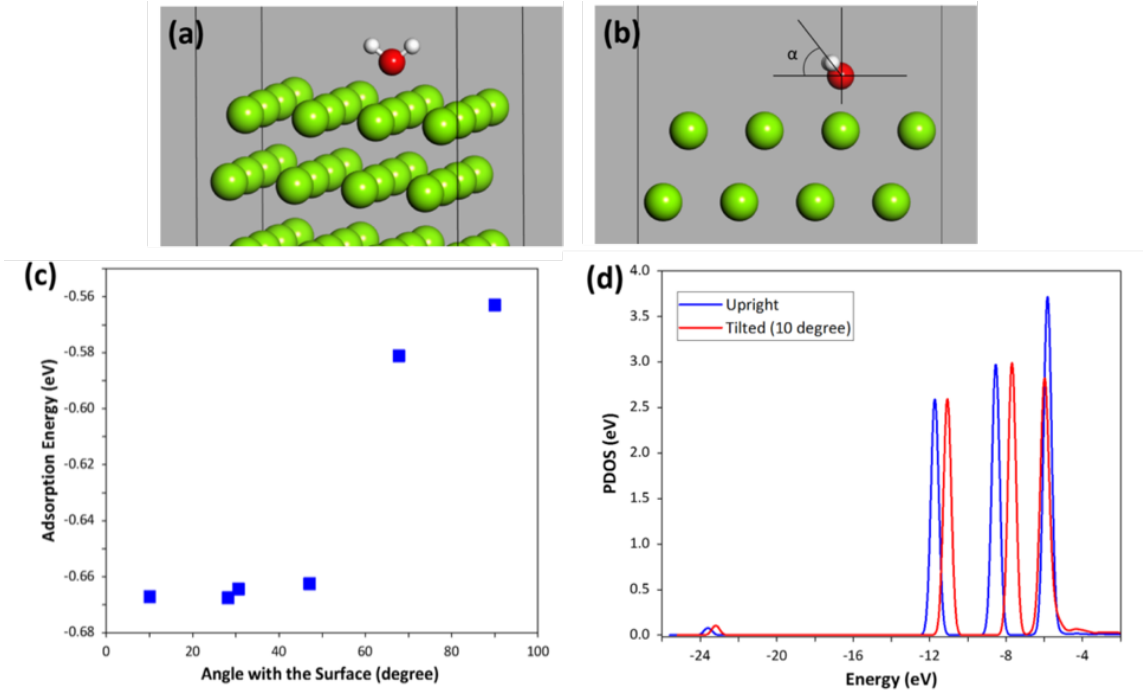 (a)
(b)
α
(c)
-0.56
-0.58
-0.60
-0.62
-0.64
-0.66
-0.68
Adsorption Energy (eV)
0 20 40 60 80 100
Angle with the Surface (degree)
(d)
4.0
3.5
3.0
2.5
2.0
1.5
1.0
0.5
0.0
PDOS (eV)
Upright
Tilted (10 degree)
-24 -20 -16 -12 -8 -4
Energy (eV)